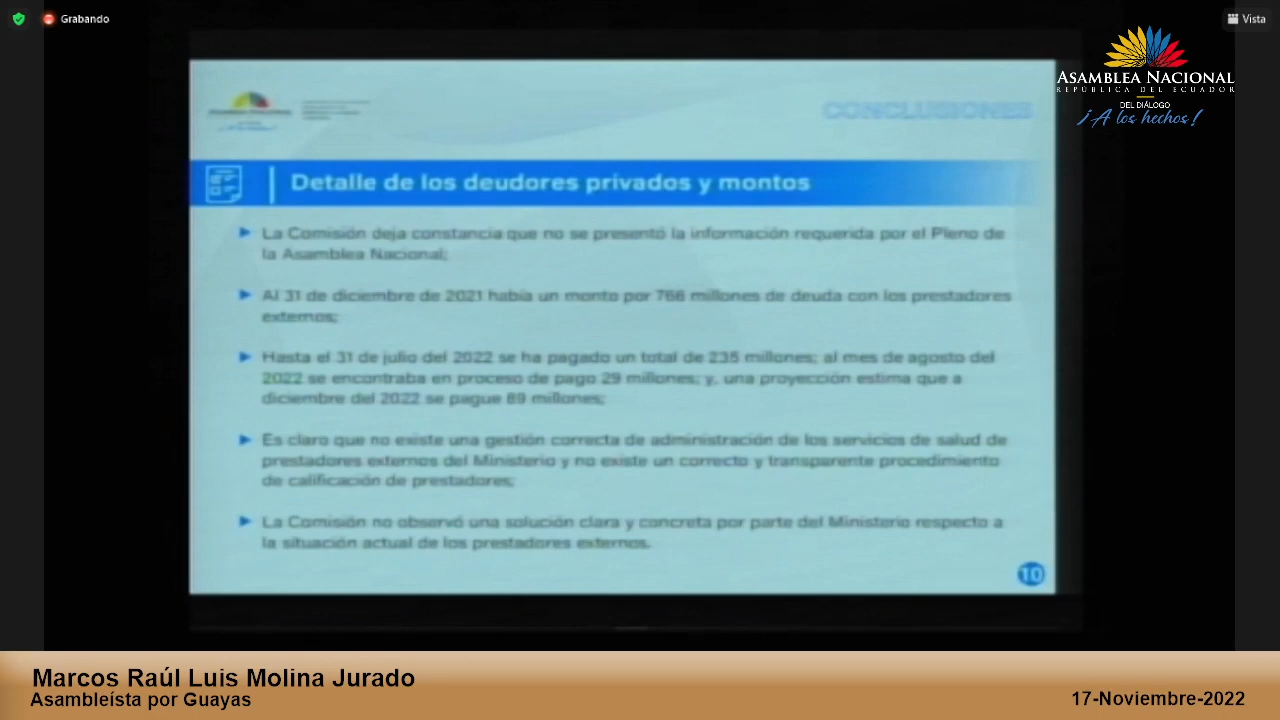 Grabando
Vista
ASAMBLEA NACIONAL
REPÚBLICA DEL ECUADOR
DEL DIÁLOGO
¡A los hechos!
CONCLUSIONES
Detalle de los deudores privados y montos
La Comisión deja constancia que no se presentó la información requerida por el Pleno de
la Asamblea Nacional;
Al 31 de diciembre de 2021 había un monto por 766 millones de deuda con los prestadores
externos;
Hasta el 31 de julio del 2022 se ha pagado un total de 235 millones; al mes de agosto del
2022 se encontraba en proceso de pago 29 millones; y, una proyección estima que a
diciembre del 2022 se pague 89 millones;
Es claro que no existe una gestión correcta de administración de los servicios de salud de
prestadores externos del Ministerio y no existe un correcto y transparente procedimiento
de calificación de prestadores;
La Comisión no observó una solución clara y concreta por parte del Ministerio respecto a
la situación actual de los prestadores externos.
10
Marcos Raúl Luis Molina Jurado
Asambleísta por Guayas
17-Noviembre-2022